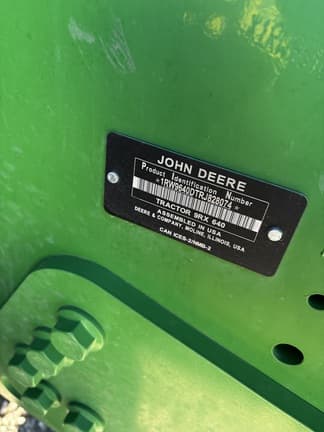 JOHN DEERE
Product Identification Number
*1RW9640DTRJ828074*
TRACTOR 9RX 640
ASSEMBLED IN USA
DEERE & COMPANY, MOLINE, ILLINOIS, USA
CAN ICES-2/NMB-2